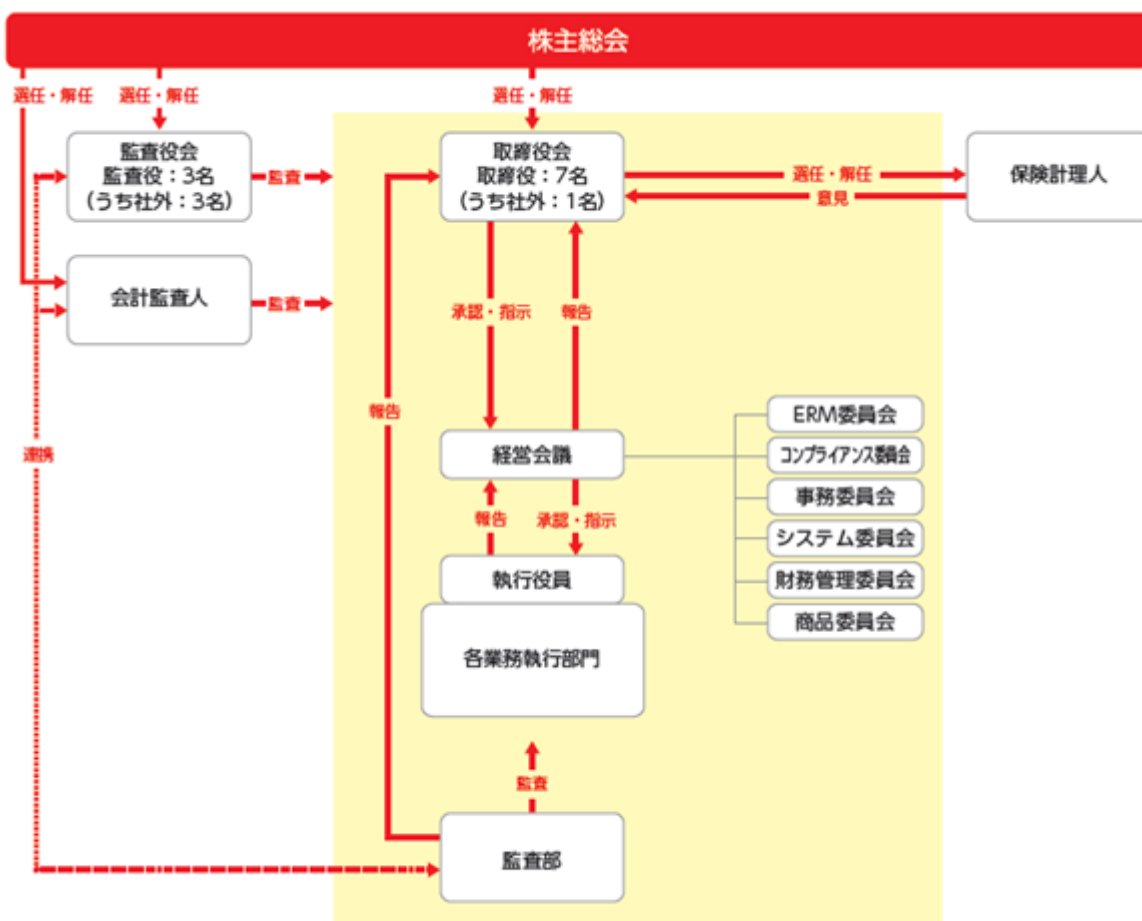 株主総会
選任・解任
選任・解任
選任・解任
監査役会
監査役：3名
（うち社外：3名）
監査
取締役会
取締役：7名
（うち社外：1名）
選任・解任
意見
保険計理人
会計監査人
監査
承認・指示
報告
報告
連携
経営会議
ERM委員会
コンプライアンス委員会
事務委員会
システム委員会
財務管理委員会
商品委員会
報告
承認・指示
執行役員
各業務執行部門
監査
監査部